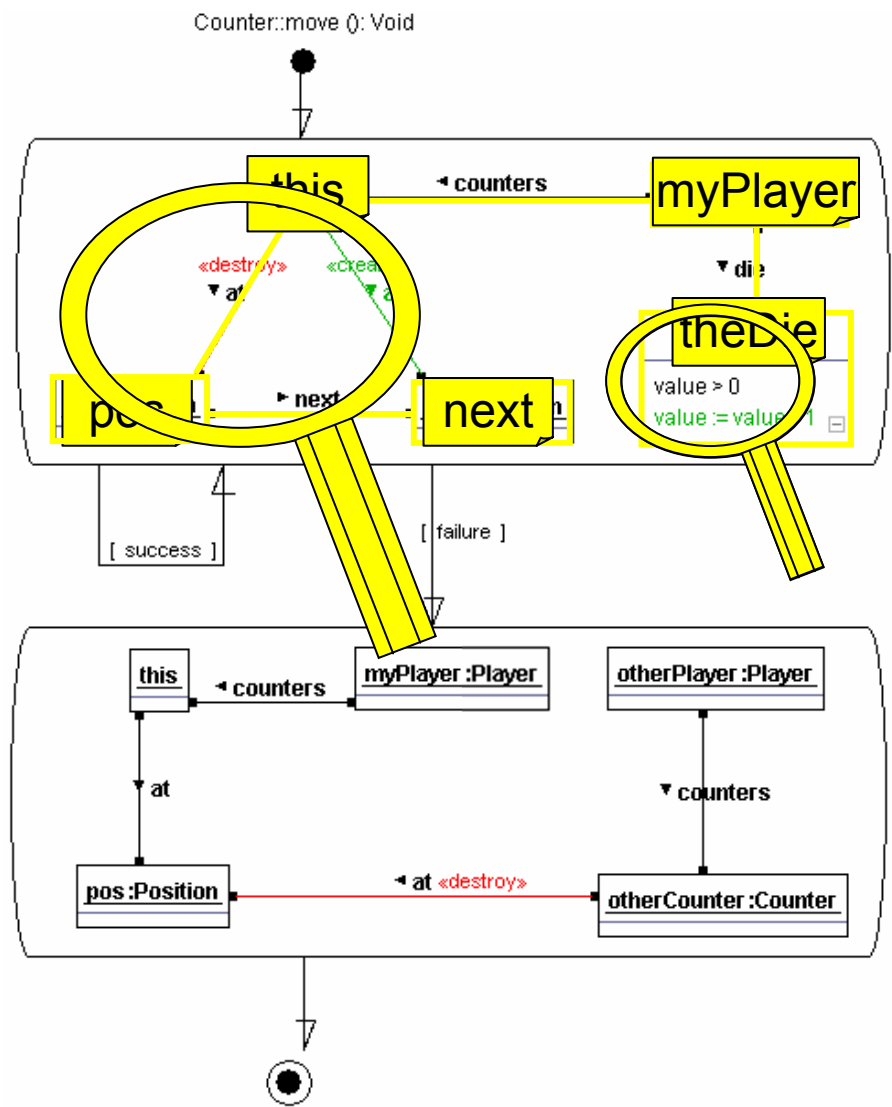 Counter::move (): Void
this
◄ counters
myPlayer
«destroy»
▼ at
▼ die
theDie
value > 0
value := value 1
pos
► next
next
[ success ]
[ failure ]
this
◄ counters
myPlayer :Player
otherPlayer :Player
▼ at
▼ counters
pos :Position
◄ at «destroy»
otherCounter :Counter